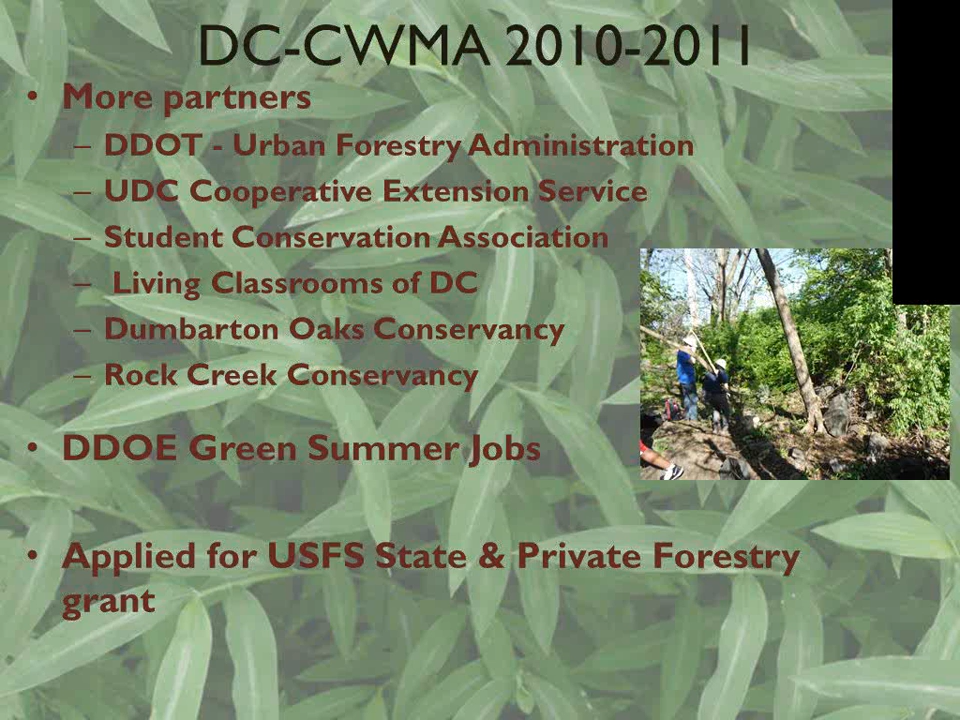 DC-CWMA 2010-2011
• More partners
– DDOT - Urban Forestry Administration
– UDC Cooperative Extension Service
– Student Conservation Association
– Living Classrooms of DC
– Dumbarton Oaks Conservancy
– Rock Creek Conservancy
• DDOE Green Summer Jobs
• Applied for USFS State & Private Forestry
grant